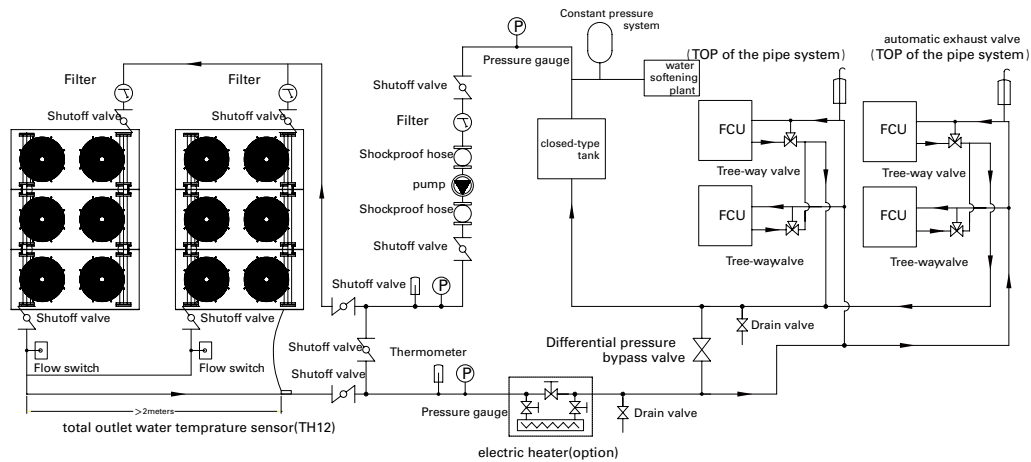 Constant pressure
system
P
Pressure gauge
water
softening
plant
(TOP of the pipe system)
automatic exhaust valve
(TOP of the pipe system)
Filter
Filter
Shutoff valve
Shutoff valve
Shutoff valve
Filter
Shockproof hose
pump
Shockproof hose
Shutoff valve
closed-type
tank
FCU
Tree-way valve
FCU
Tree-wayvalve
FCU
Tree-way valve
FCU
Tree-wayvalve
P
Shutoff valve
Shutoff valve
Shutoff valve
Flow switch
Flow switch
Shutoff valve
Shutoff valve
Thermometer
P
Pressure gauge
Differential pressure
bypass valve
Drain valve
Drain valve
>2meters
total outlet water temprature sensor(TH12)
electric heater(option)